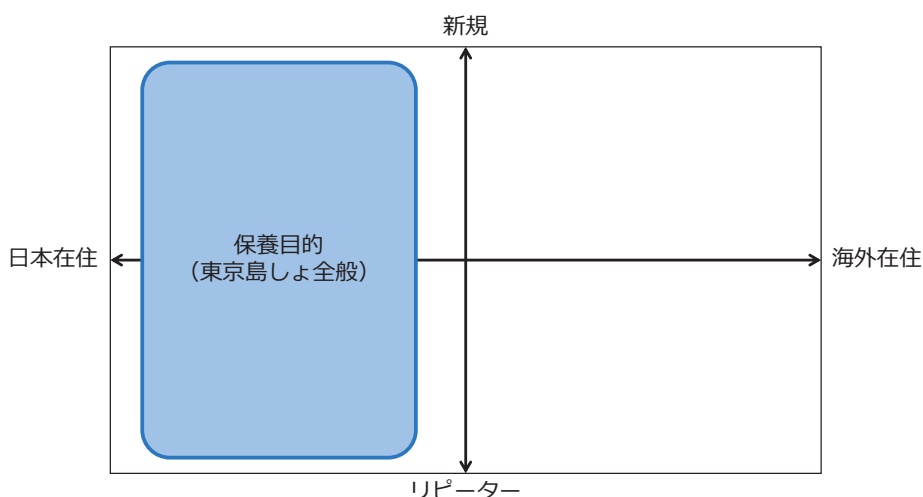 新規
日本在住
保養目的
（東京島しょ全般）
海外在住
リピーター